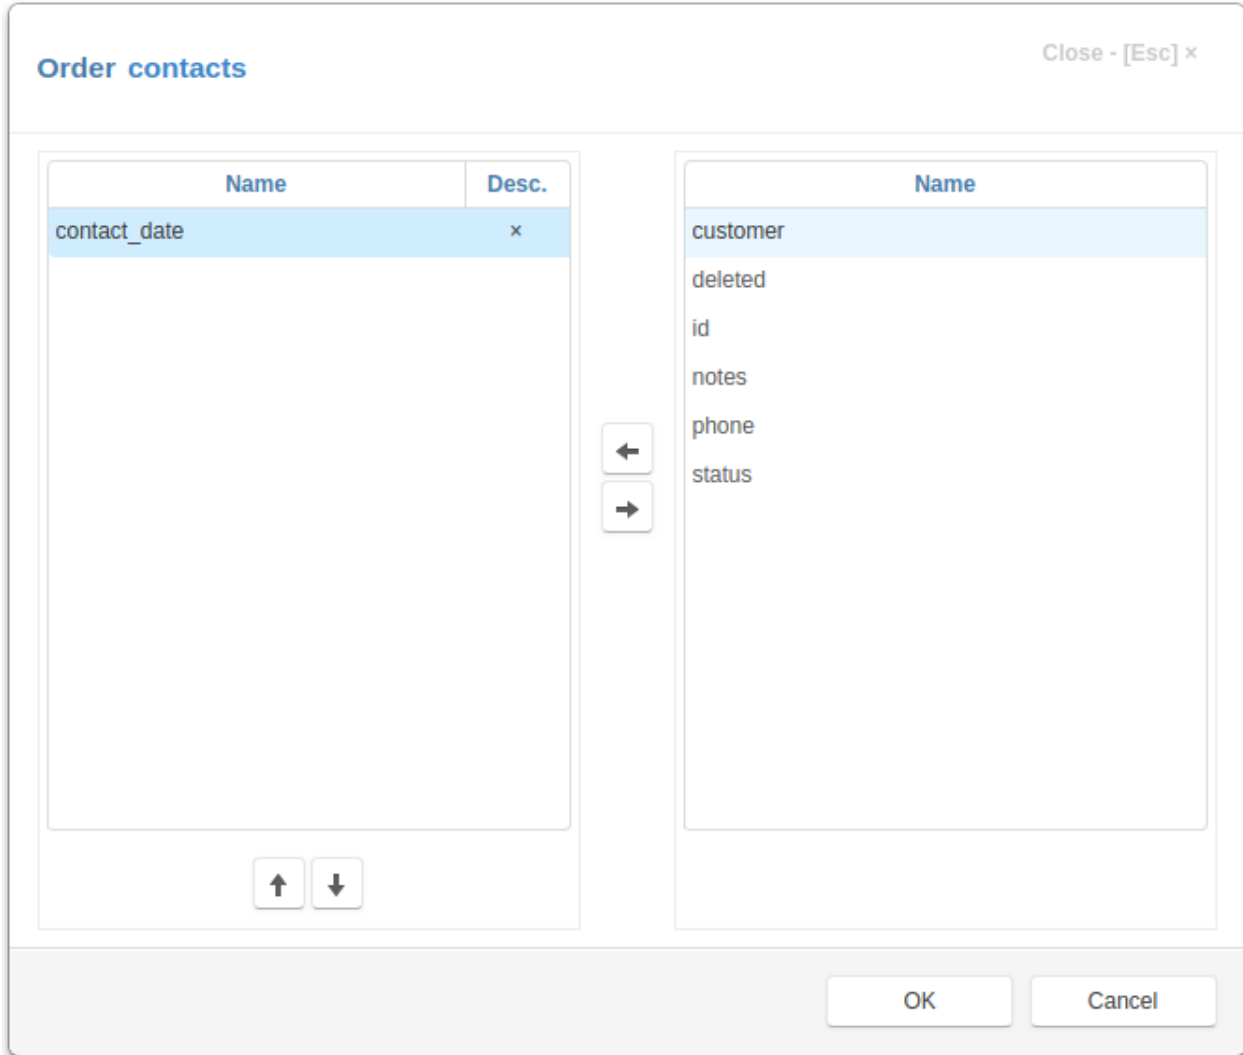 Order contacts
Close - [Esc] ×
Name Desc.
contact_date ×
Name
customer
deleted
id
notes
phone
status
OK Cancel